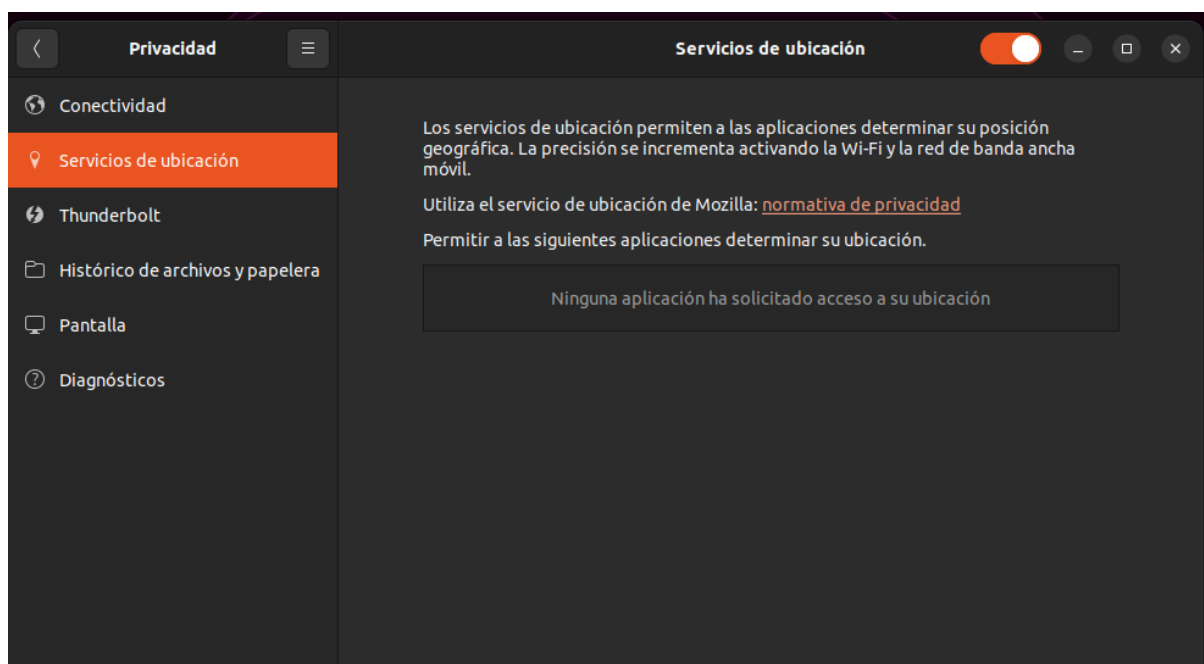 Privacidad
Servicios de ubicación
Conectividad
Servicios de ubicación
Thunderbolt
Histórico de archivos y papelera
Pantalla
Diagnósticos
Los servicios de ubicación permiten a las aplicaciones determinar su posición
geográfica. La precisión se incrementa activando la Wi-Fi y la red de banda ancha
móvil.
Utiliza el servicio de ubicación de Mozilla: normativa de privacidad
Permitir a las siguientes aplicaciones determinar su ubicación.
Ninguna aplicación ha solicitado acceso a su ubicación